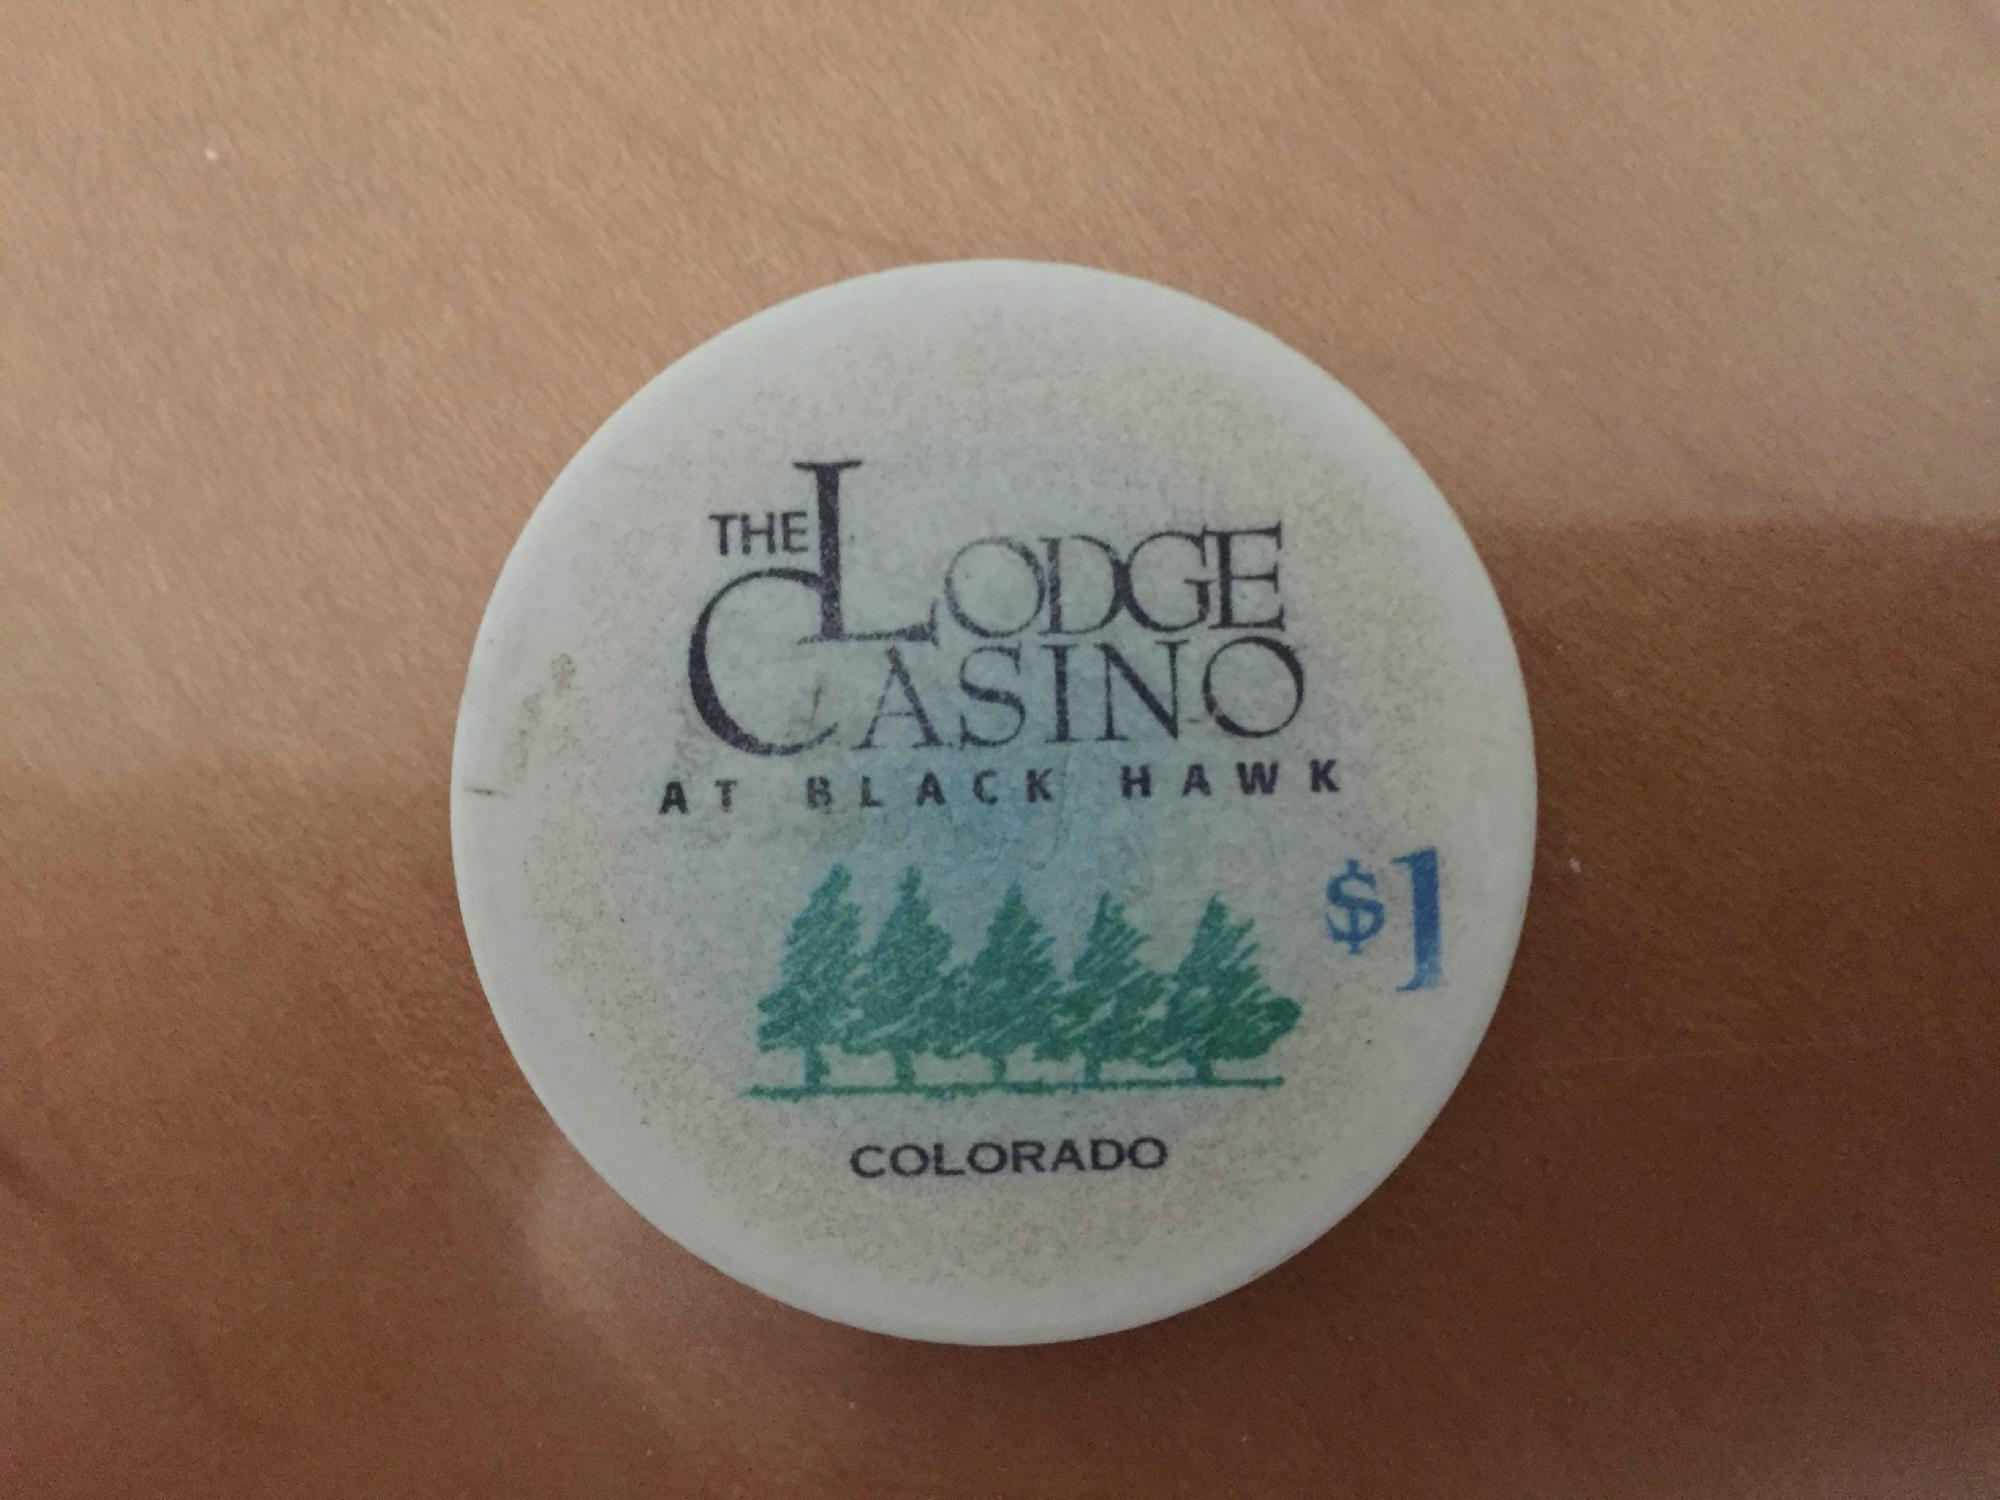 THE LODGE
CASINO
AT BLACK HAWK
$1
COLORADO